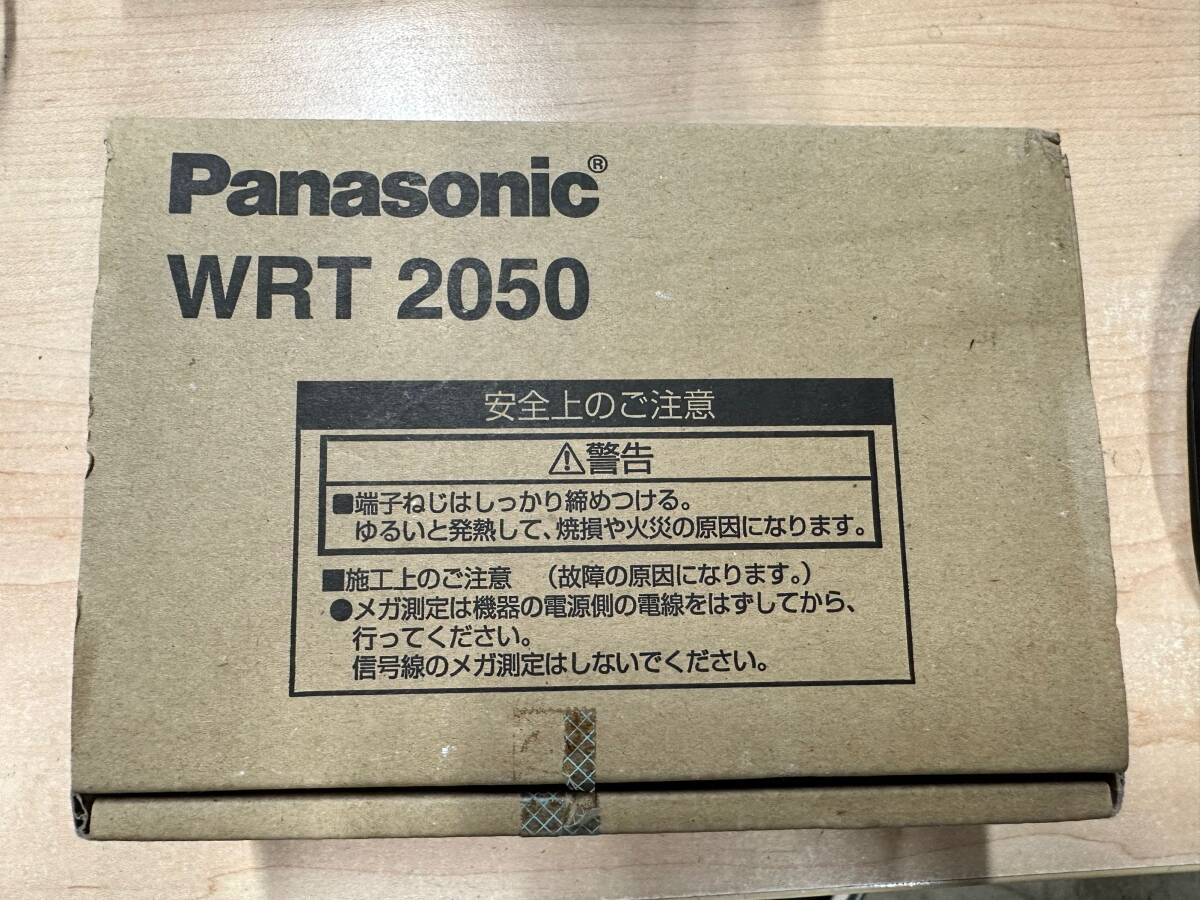 Panasonic®
WRT 2050
安全上のご注意
⚠警告
■端子ねじはしっかり締めつける。
ゆるいと発熱して、焼損や火災の原因になります。
■施工上のご注意 (故障の原因になります。)
●メガ測定は機器の電源側の電線をはずしてから、
行ってください。
信号線のメガ測定はしないでください。